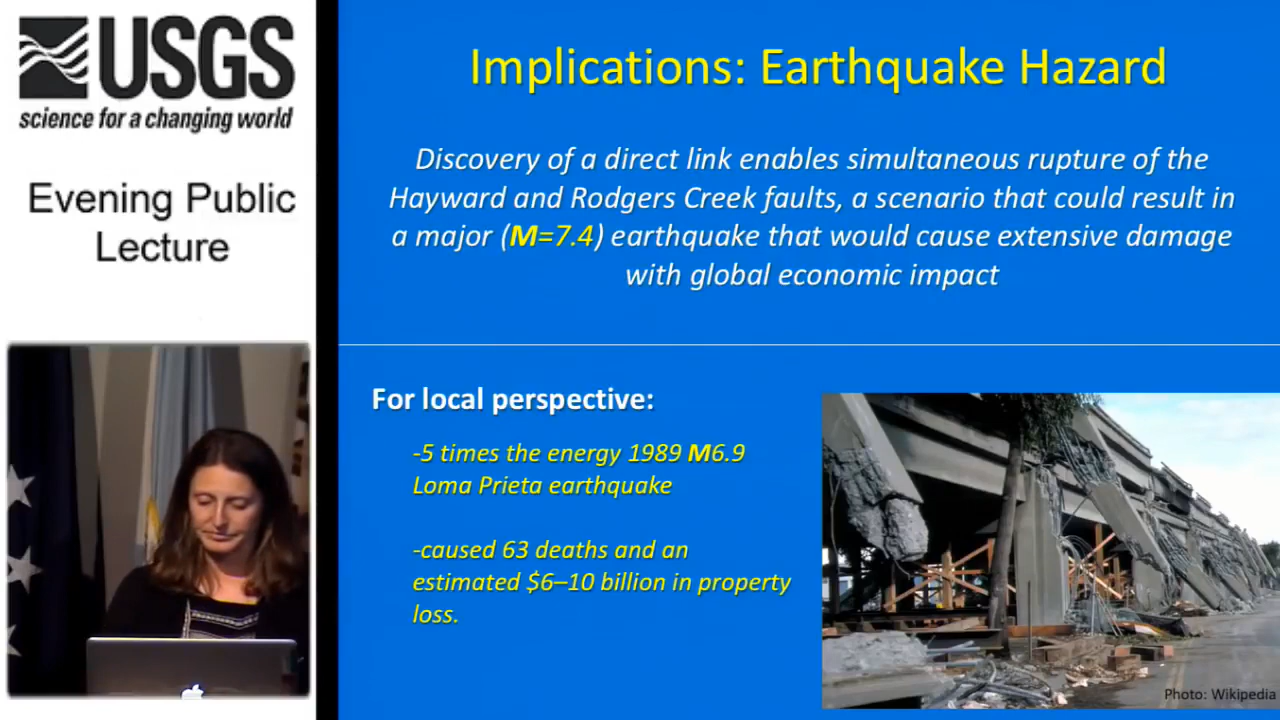 USGS
science for a changing world
Evening Public
Lecture
Implications: Earthquake Hazard
Discovery of a direct link enables simultaneous rupture of the
Hayward and Rodgers Creek faults, a scenario that could result in
a major (M=7.4) earthquake that would cause extensive damage
with global economic impact
For local perspective:
-5 times the energy 1989 M6.9
Loma Prieta earthquake
-caused 63 deaths and an
estimated $6–10 billion in property
loss.
Photo: Wikipedia